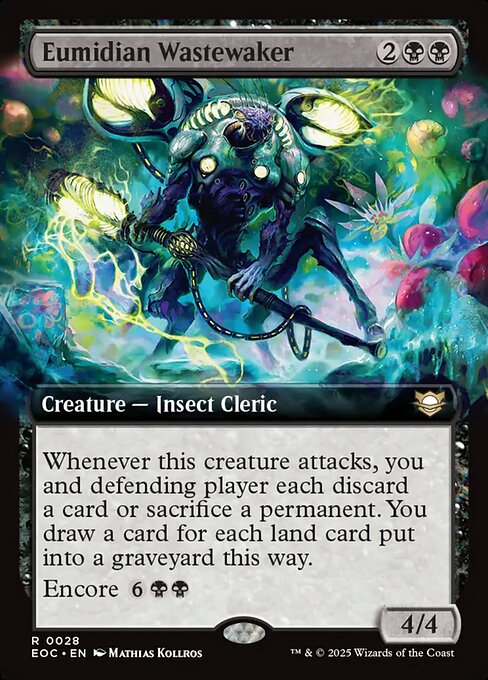 Eumidian Wastewaker 2
Creature — Insect Cleric
Whenever this creature attacks, you
and defending player each discard
a card or sacrifice a permanent. You
draw a card for each land card put
into a graveyard this way.
Encore 6
4/4
R 0028
EOC • EN Mathias Kollros
™ & © 2025 Wizards of the Coast